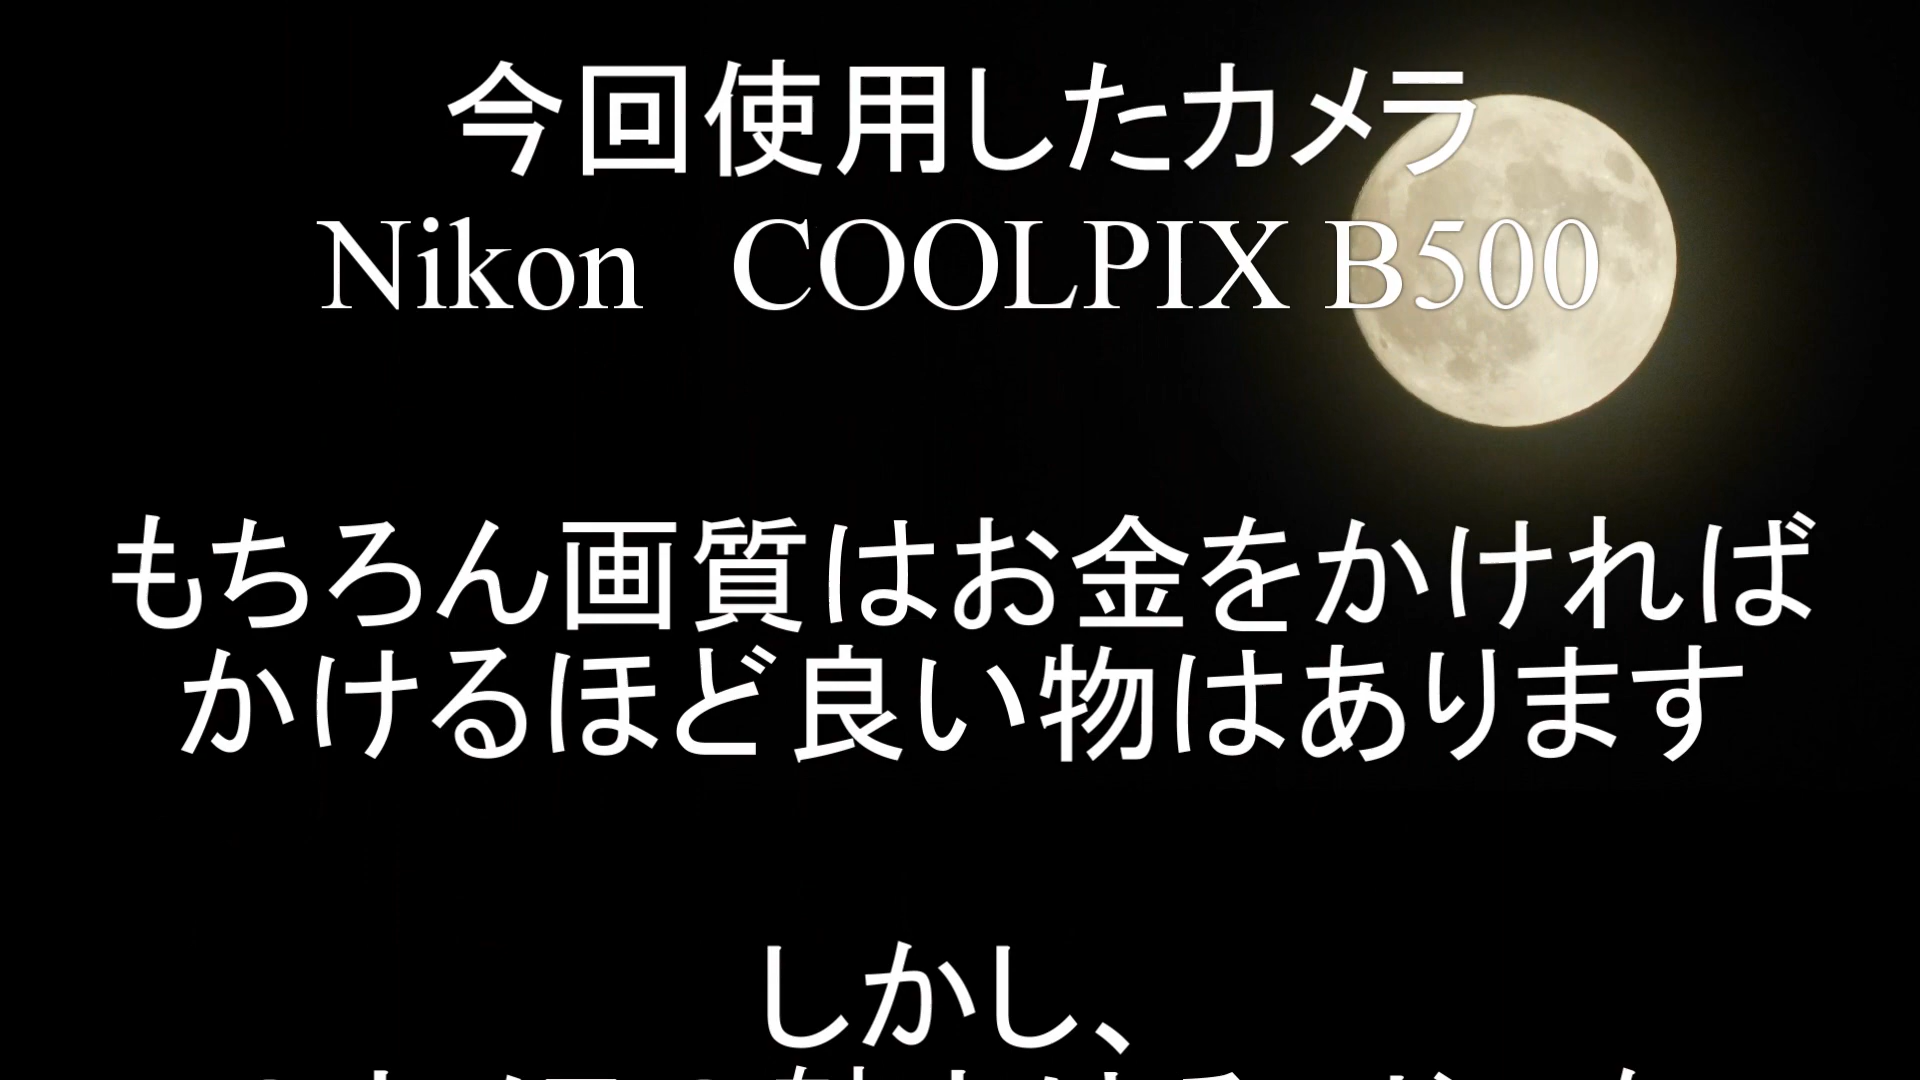 今回使用したカメラ
Nikon COOLPIX B500
もちろん画質はお金をかければ
かけるほど良い物はあります
しかし、